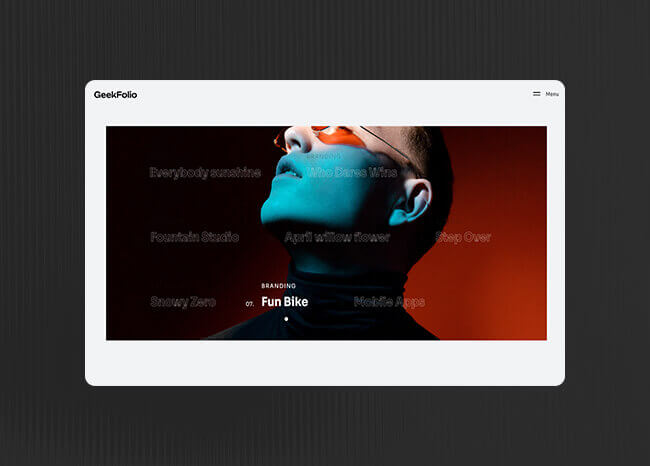 GeekFolio
Menu
BRANDING
Everybody sunshine
Who Dares Wins
Fountain Studio
April willow flower
Stop Over
BRANDING
Snowy Zero
07.
Fun Bike
Mobile Apps